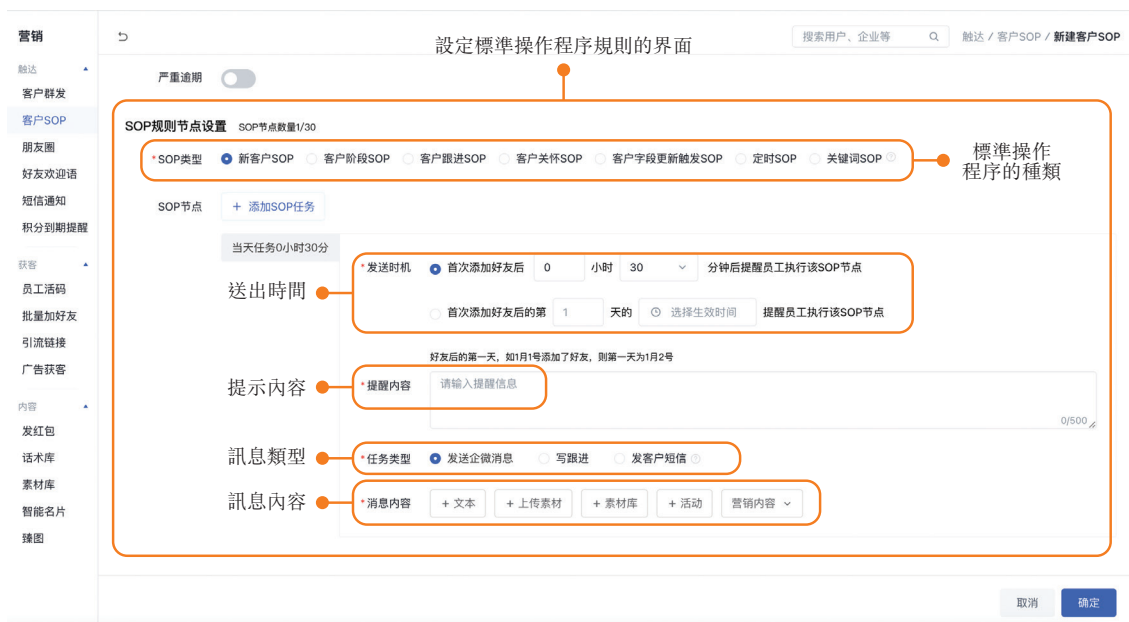 营销
搜索用户、企业等
触达 / 客户SOP / 新建客户SOP
設定標準操作程序規則的界面
触达
客户群发
客户SOP
朋友圈
好友欢迎语
短信通知
积分到期提醒
获客
员工活码
批量加好友
引流链接
广告获客
内容
发红包
话术库
素材库
智能名片
臻图
严重逾期
SOP规则节点设置 SOP节点数量1/30
*SOP类型 新客户SOP 客户阶段SOP 客户跟进SOP 客户关怀SOP 客户字段更新触发SOP 定时SOP 关键词SOP
標準操作
程序的種類
SOP节点 + 添加SOP任务
当天任务0小时30分
送出時間
*发送时机 首次添加好友后 0 小时 30 分钟后提醒员工执行该SOP节点
首次添加好友后的第 1 天的 选择生效时间 提醒员工执行该SOP节点
好友后的第一天，如1月1号添加了好友，则第一天为1月2号
提示內容
*提醒内容 请输入提醒信息
0/500
訊息類型
*任务类型 发送企微消息 写跟进 发客户短信
訊息內容
*消息内容 + 文本 + 上传素材 + 素材库 + 活动 营销内容
取消 确定